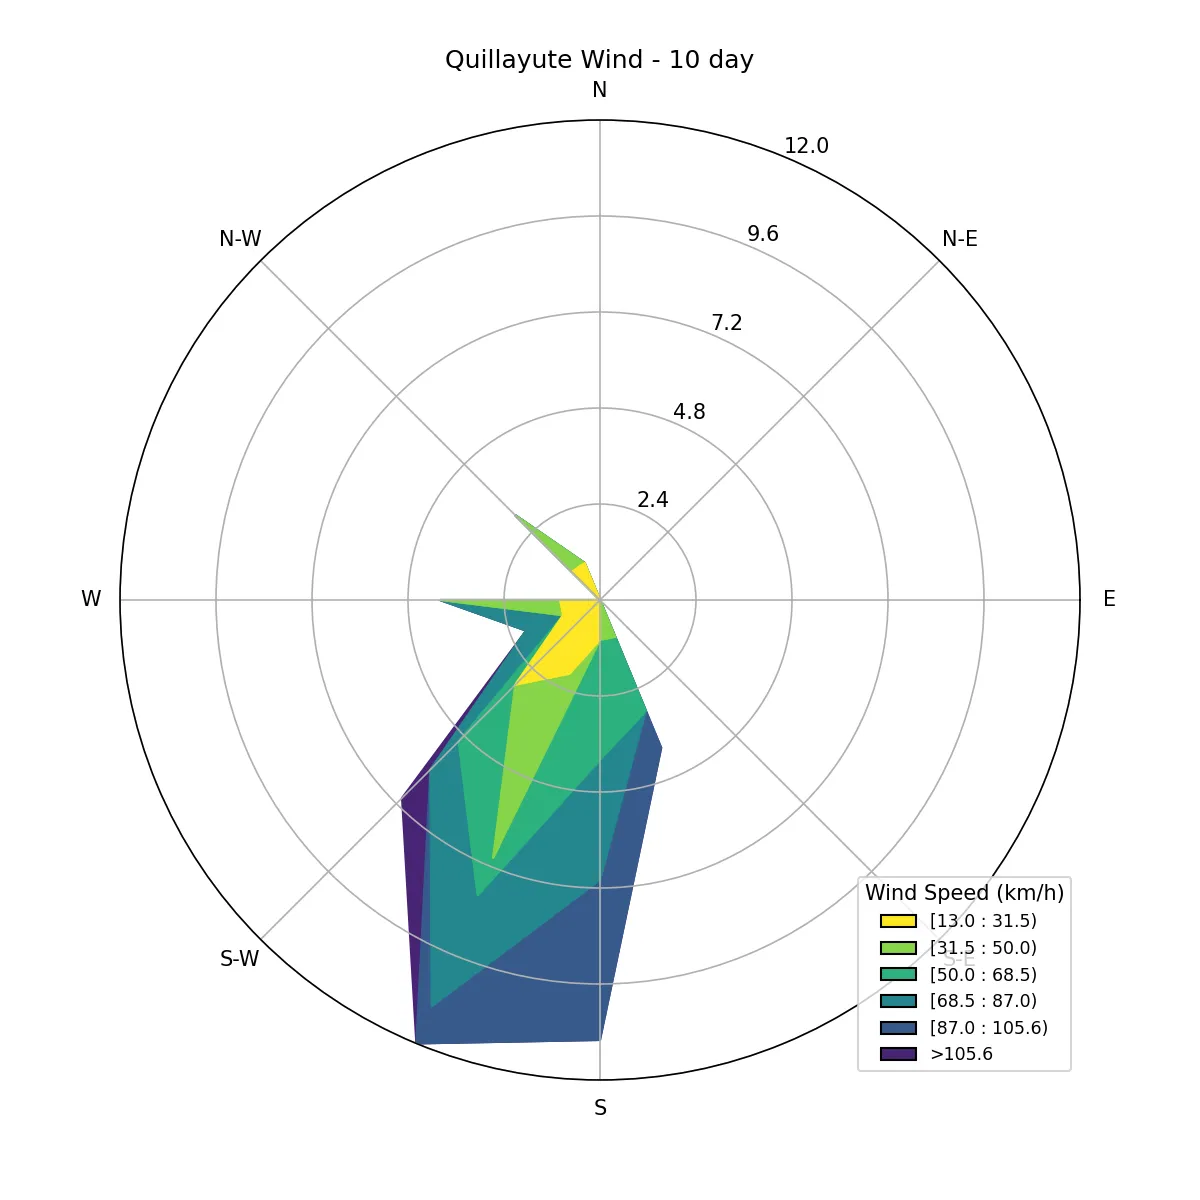 Quillayute Wind - 10 day
N
12.0
N-W
9.6
N-E
7.2
4.8
2.4
W
E
S-W
S-E
Wind Speed (km/h)
[13.0 : 31.5)
[31.5 : 50.0)
[50.0 : 68.5)
[68.5 : 87.0)
[87.0 : 105.6)
>105.6
S